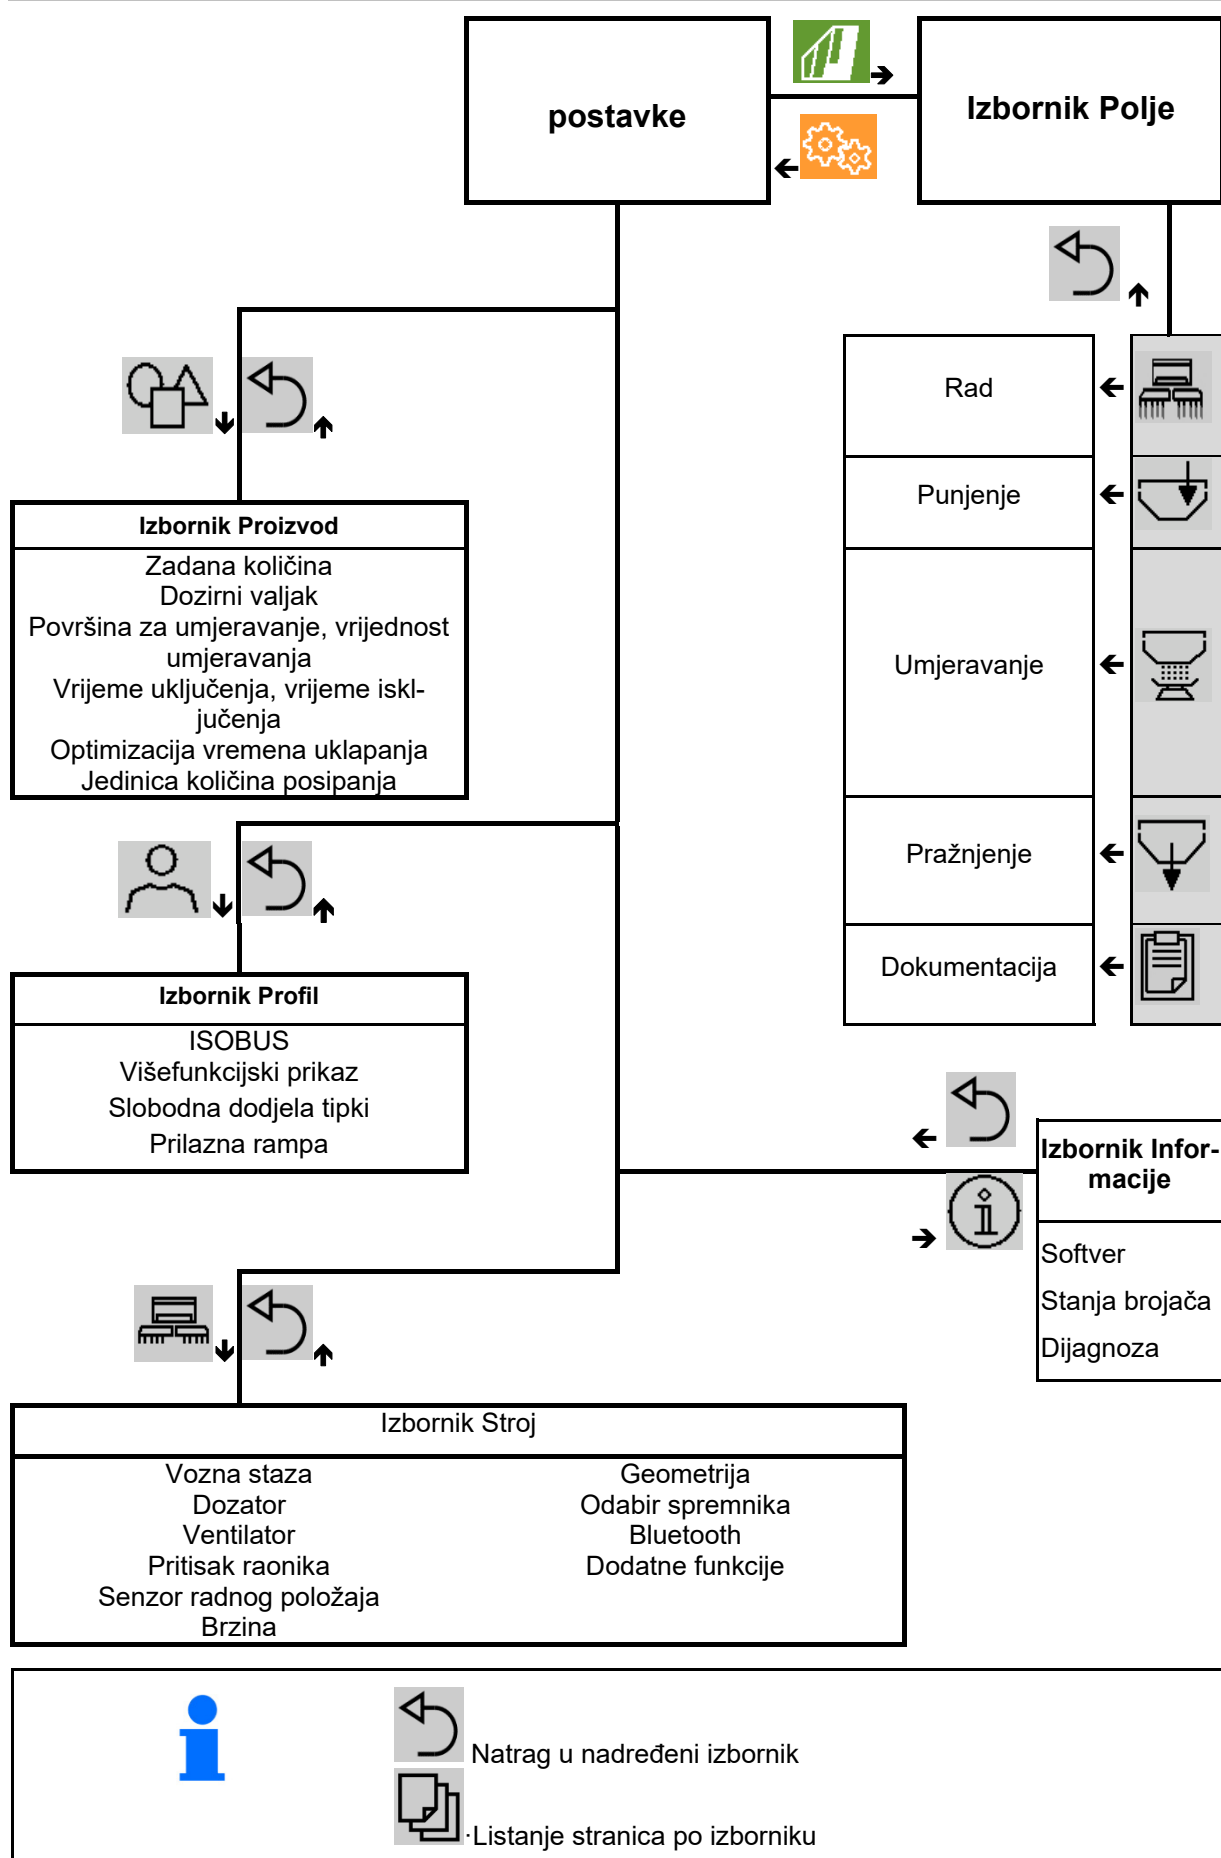 postavke
Izbornik Polje
Rad
Punjenje
Umjeravanje
Pražnjenje
Dokumentacija
Izbornik Proizvod
Zadana količina
Dozirni valjak
Površina za umjeravanje, vrijednost
umjeravanja
Vrijeme uključenja, vrijeme iskl-
jučenja
Optimizacija vremena uklapanja
Jedinica količina posipanja
Izbornik Profil
ISOBUS
Višefunkcijski prikaz
Slobodna dodjela tipki
Prilazna rampa
Izbornik Infor-
macije
Softver
Stanja brojača
Dijagnoza
Izbornik Stroj
Vozna staza
Dozator
Ventilator
Pritisak raonika
Senzor radnog položaja
Brzina
Geometrija
Odabir spremnika
Bluetooth
Dodatne funkcije
Natrag u nadređeni izbornik
·Listanje stranica po izborniku